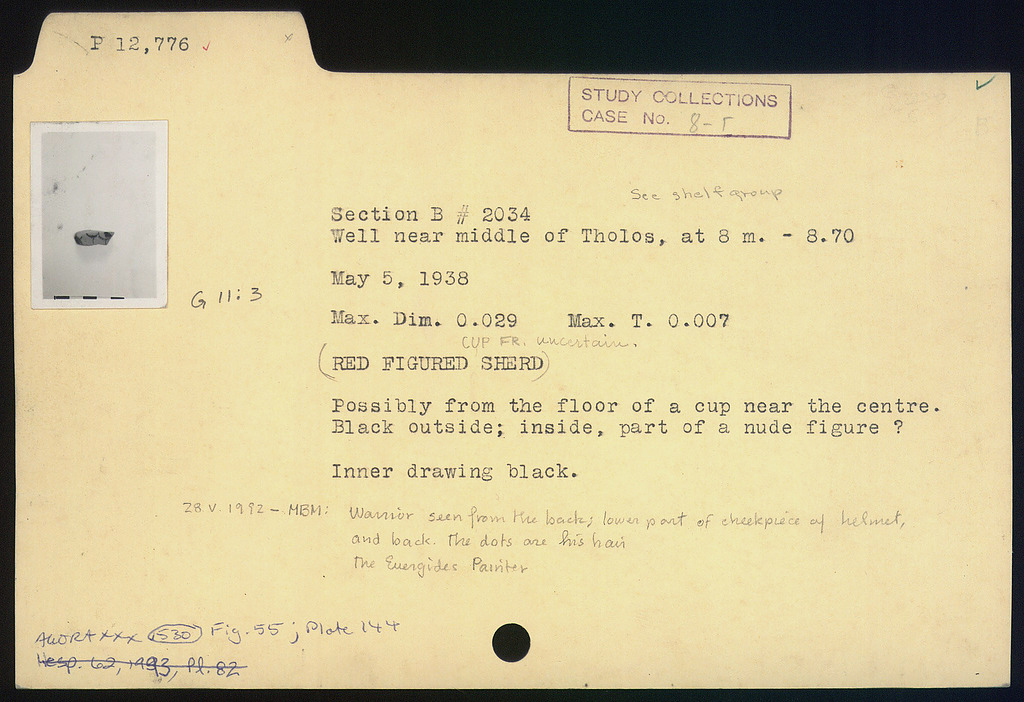 P 12,776 ✓ x
STUDY COLLECTIONS
CASE No. 8-5
See shelf group
Section B # 2034
Well near middle of Tholos, at 8 m. - 8.70
May 5, 1938
G 11:3
Max. Dim. 0.029 Max. T. 0.007
CUP FR. uncertain.
(RED FIGURED SHERD)
Possibly from the floor of a cup near the centre.
Black outside; inside, part of a nude figure ?
Inner drawing black.
28 V. 1992 - MBM: Warrior seen from the back; lower part of cheekpiece of helmet,
and back. The dots are his hair
The Euergides Painter
AGORA XXX 1530 Fig. 55; Plate 144
Hesp. 62, 1993, Pl. 82